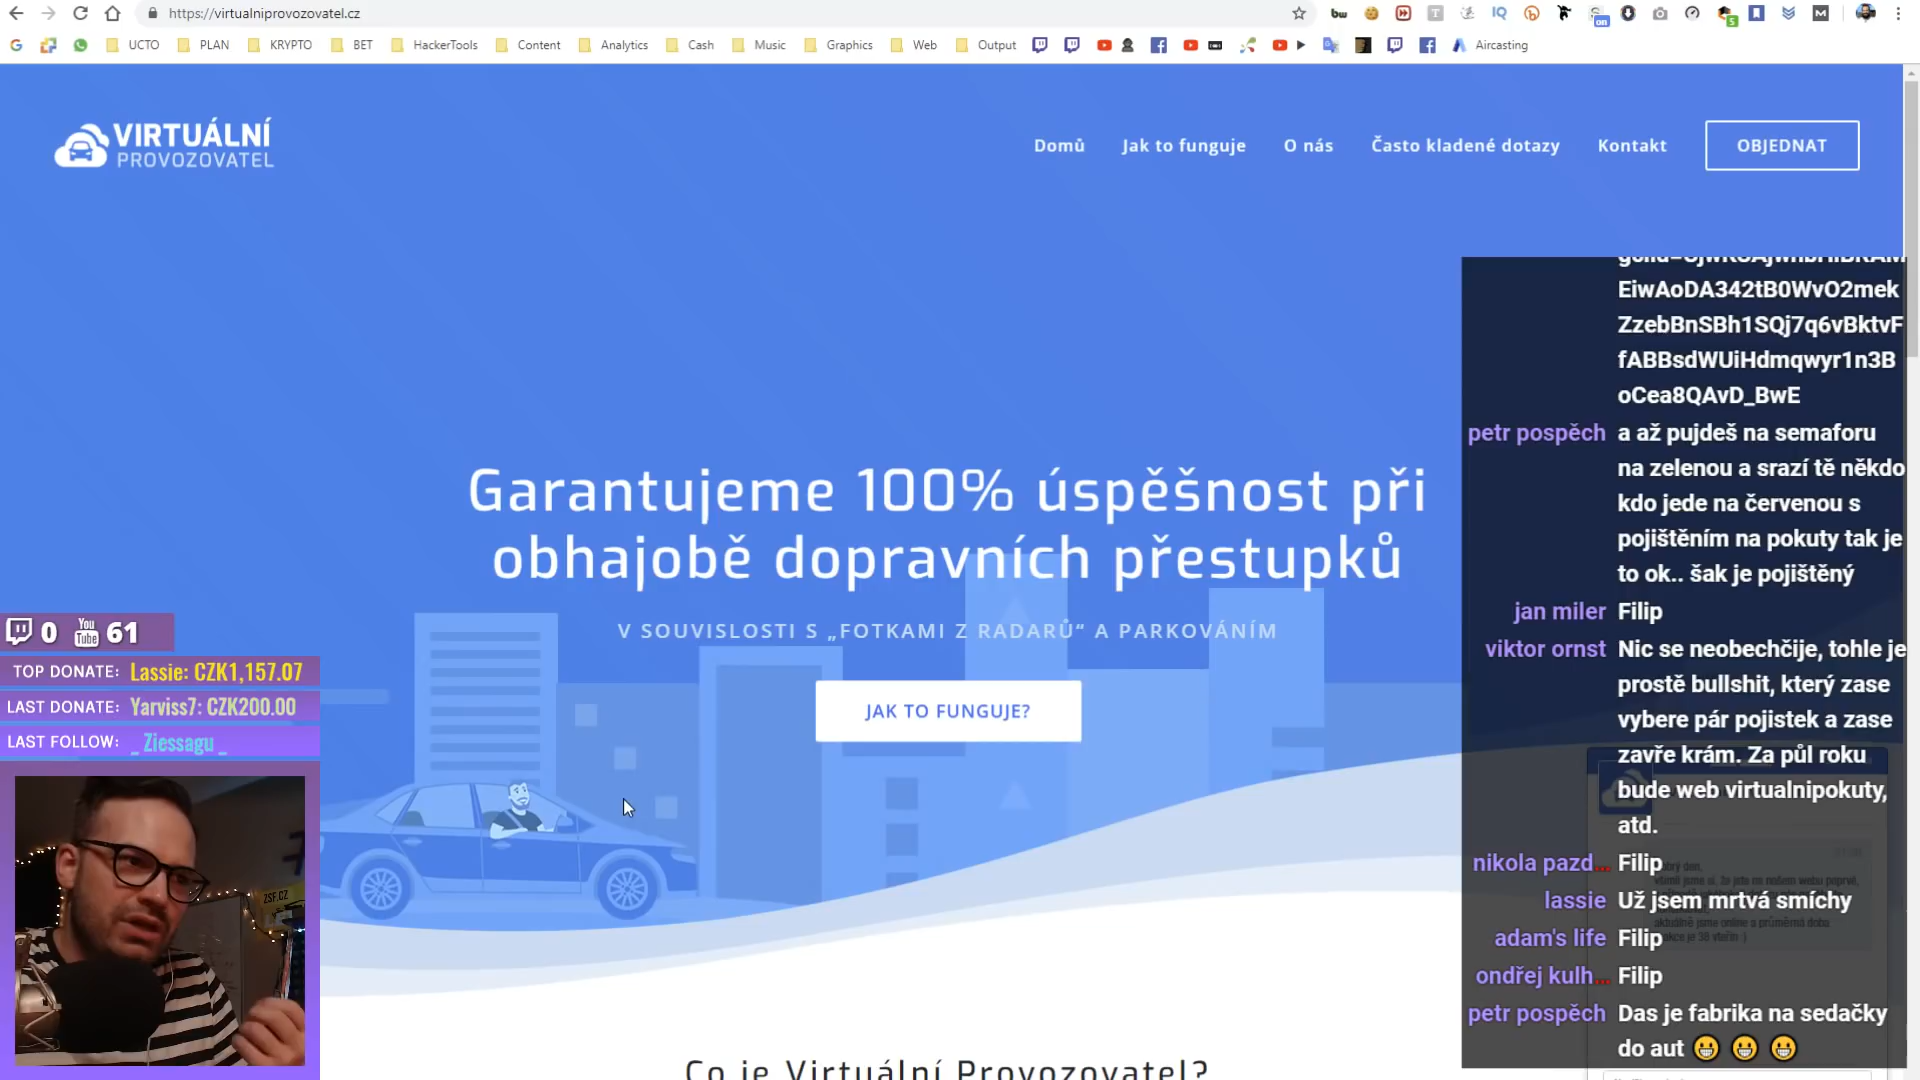 https://virtualniprovozovatel.cz
UCTO PLAN KRYPTO BET HackerTools Content Analytics Cash Music Graphics Web Output Aircasting
VIRTUÁLNÍ
PROVOZOVATEL
Domů Jak to funguje O nás Často kladené dotazy Kontakt OBJEDNAT
Garantujeme 100% úspěšnost při
obhajobě dopravních přestupků
V SOUVISLOSTI S „FOTKAMI Z RADARŮ“ A PARKOVÁNÍM
JAK TO FUNGUJE?
Co je Virtuální Provozovatel?
0 You Tube 61
TOP DONATE: Lassie: CZK1,157.07
LAST DONATE: Yarviss7: CZK200.00
LAST FOLLOW: _ Ziessagu _
ZSF.CZ
EiwAoDA342tB0WvO2mek
ZzebBnSBh1SQj7q6vBktvF
fABBsdWUiHdmqwyr1n3B
oCea8QAvD_BwE
petr pospěch a až pujdeš na semaforu
na zelenou a srazí tě někdo
kdo jede na červenou s
pojištěním na pokuty tak je
to ok.. šak je pojištěný
jan miler Filip
viktor ornst Nic se neobechčije, tohle je
prostě bullshit, který zase
vybere pár pojistek a zase
zavře krám. Za půl roku
bude web virtualnipokuty,
atd.
nikola pazd... Filip
lassie Už jsem mrtvá smíchy
adam's life Filip
ondřej kulh... Filip
petr pospěch Das je fabrika na sedačky
do aut 😀 😀 😀